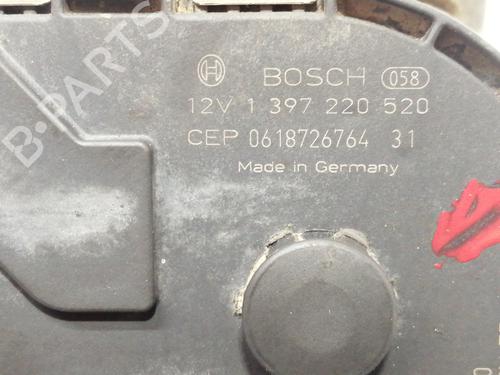 BOSCH 058
12V 1 397 220 520
CEP 0618726764 31
Made in Germany
B-PARTS